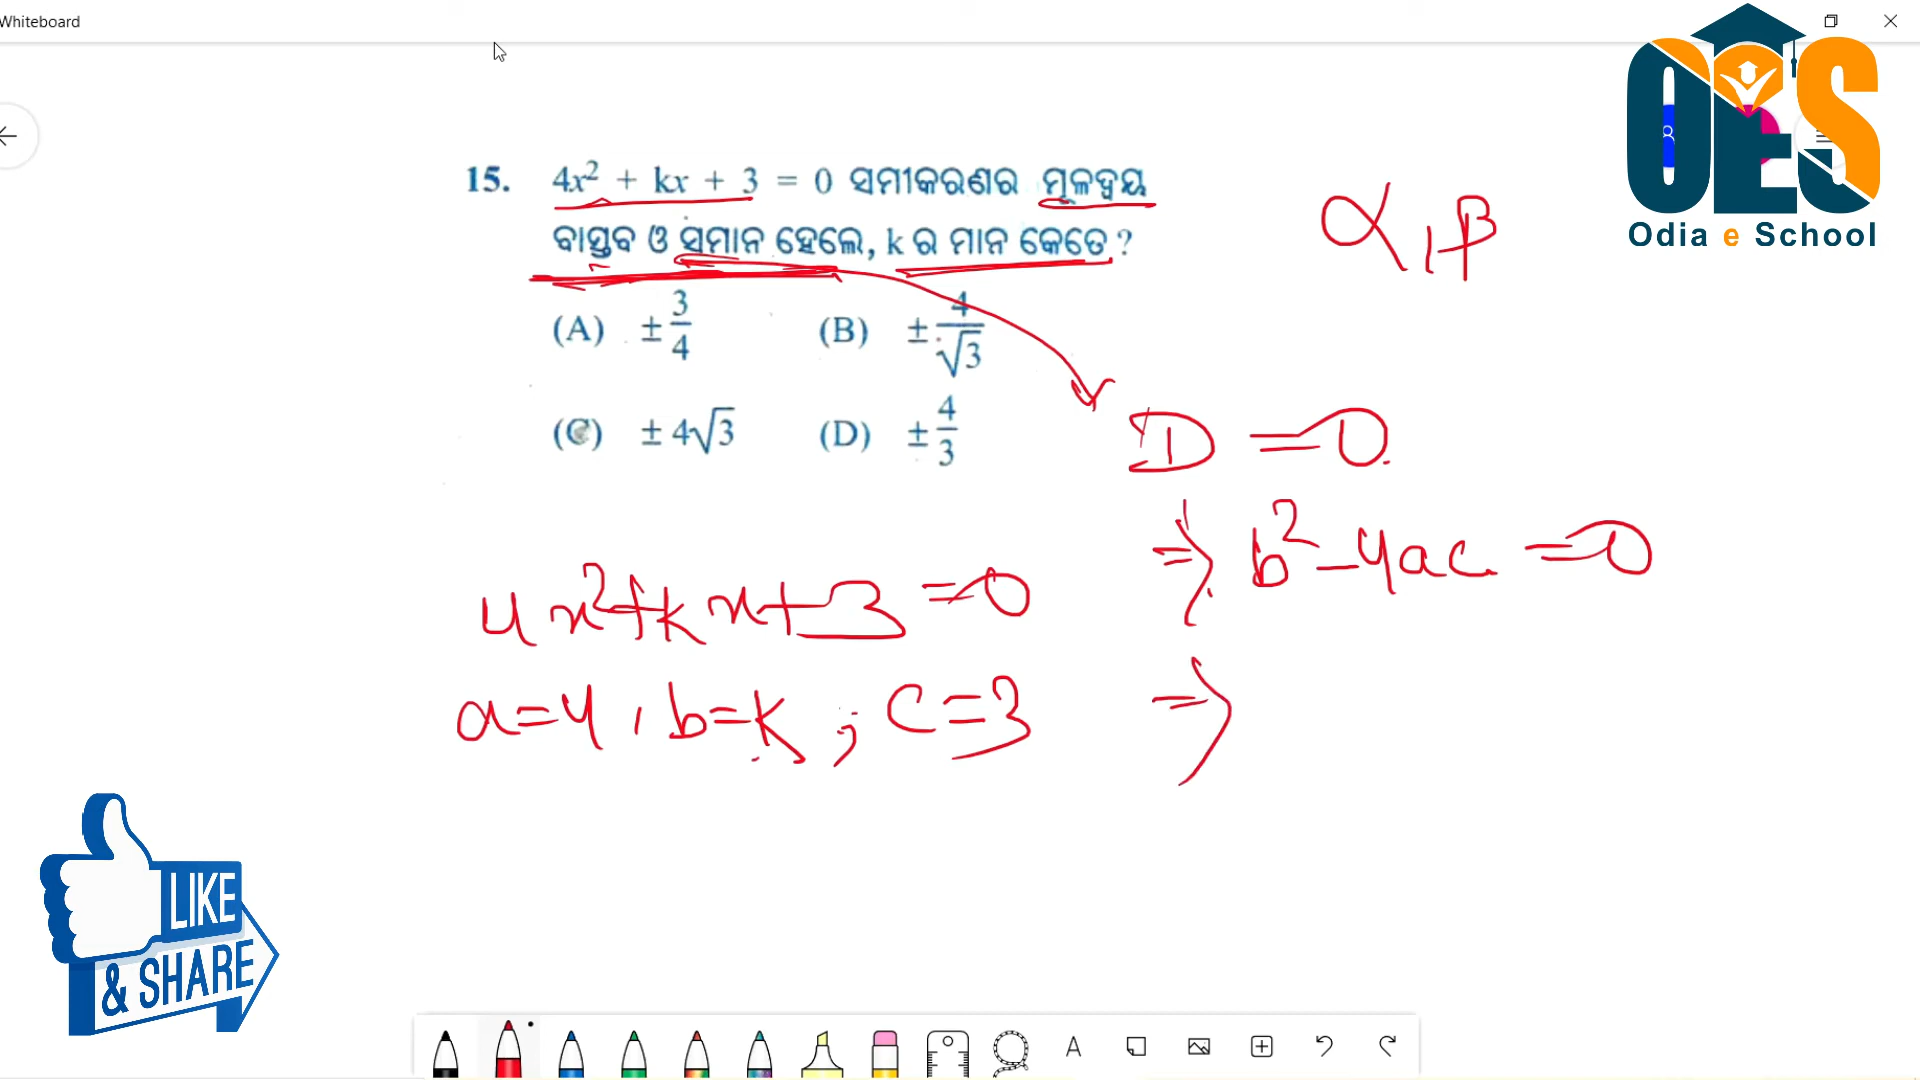 Whiteboard
OES
Odia e School
15. 4x² + kx + 3 = 0 ସମୀକରଣର ମୂଳଦ୍ୱୟ
ବାସ୍ତବ ଓ ସମାନ ହେଲେ, k ର ମାନ କେତେ ?
(A) ± 3/4 (B) ± 4/√3
(C) ± 4√3 (D) ± 4/3
α, β
D = 0
⇒ b² - 4ac = 0
4x² + kx + 3 = 0
a = 4, b = k; c = 3 ⇒
LIKE
& SHARE
A